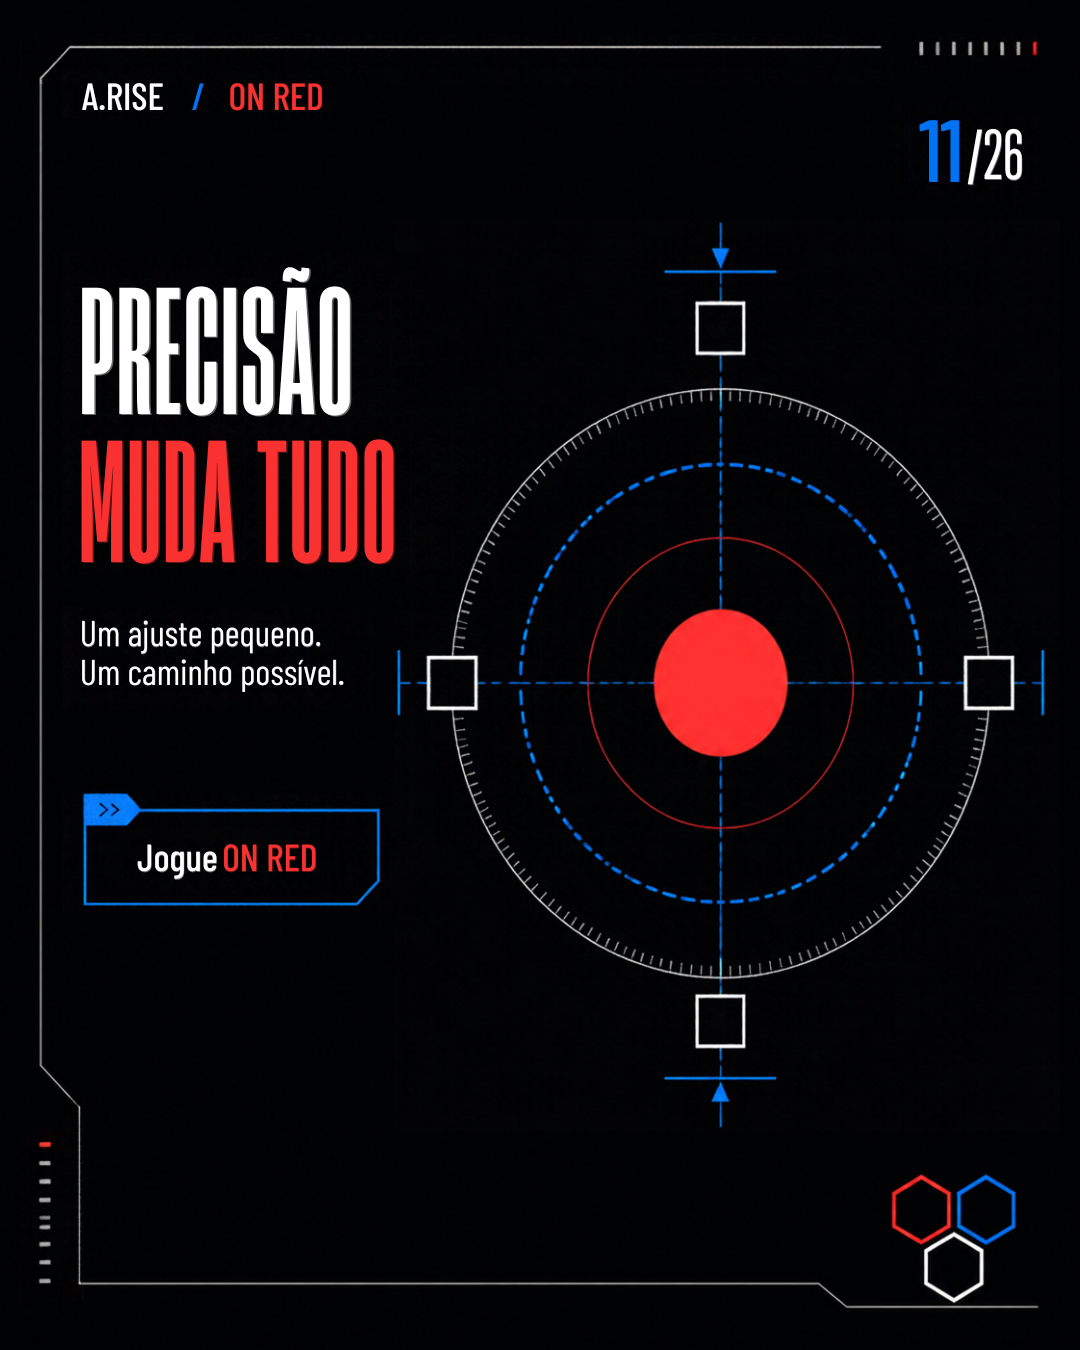 A.RISE / ON RED
11/26
PRECISÃO
MUDA TUDO
Um ajuste pequeno.
Um caminho possível.
>>
Jogue ON RED